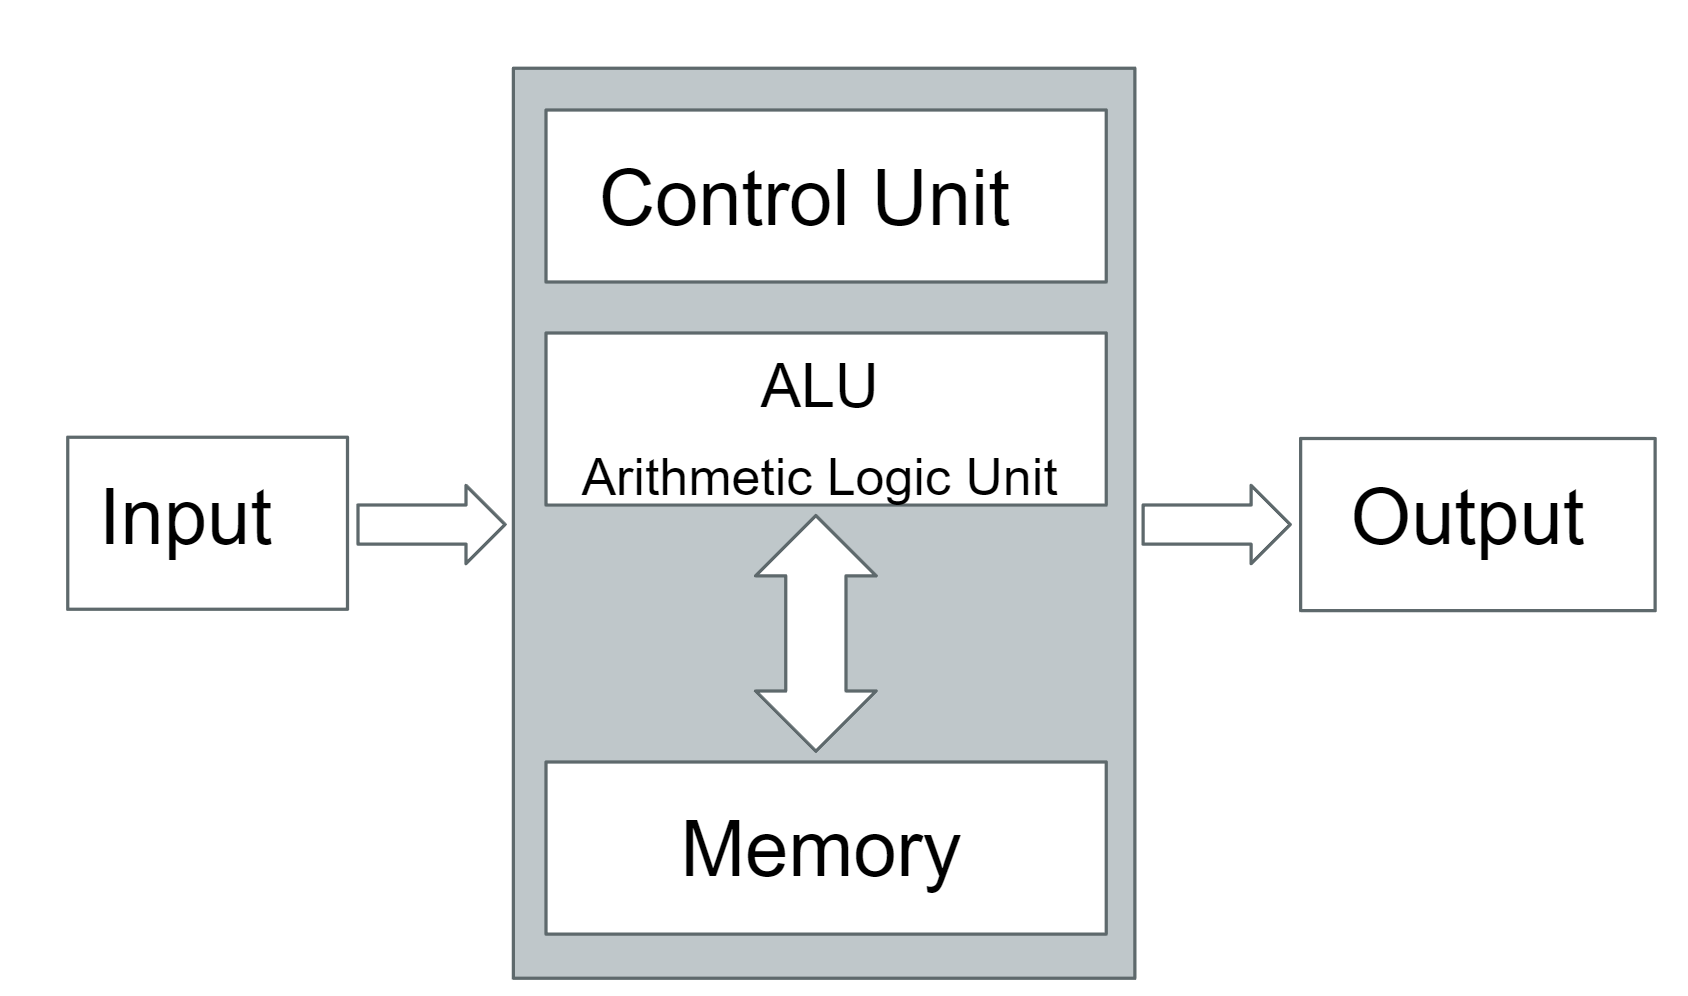 Control Unit
ALU
Arithmetic Logic Unit
Input
Output
Memory